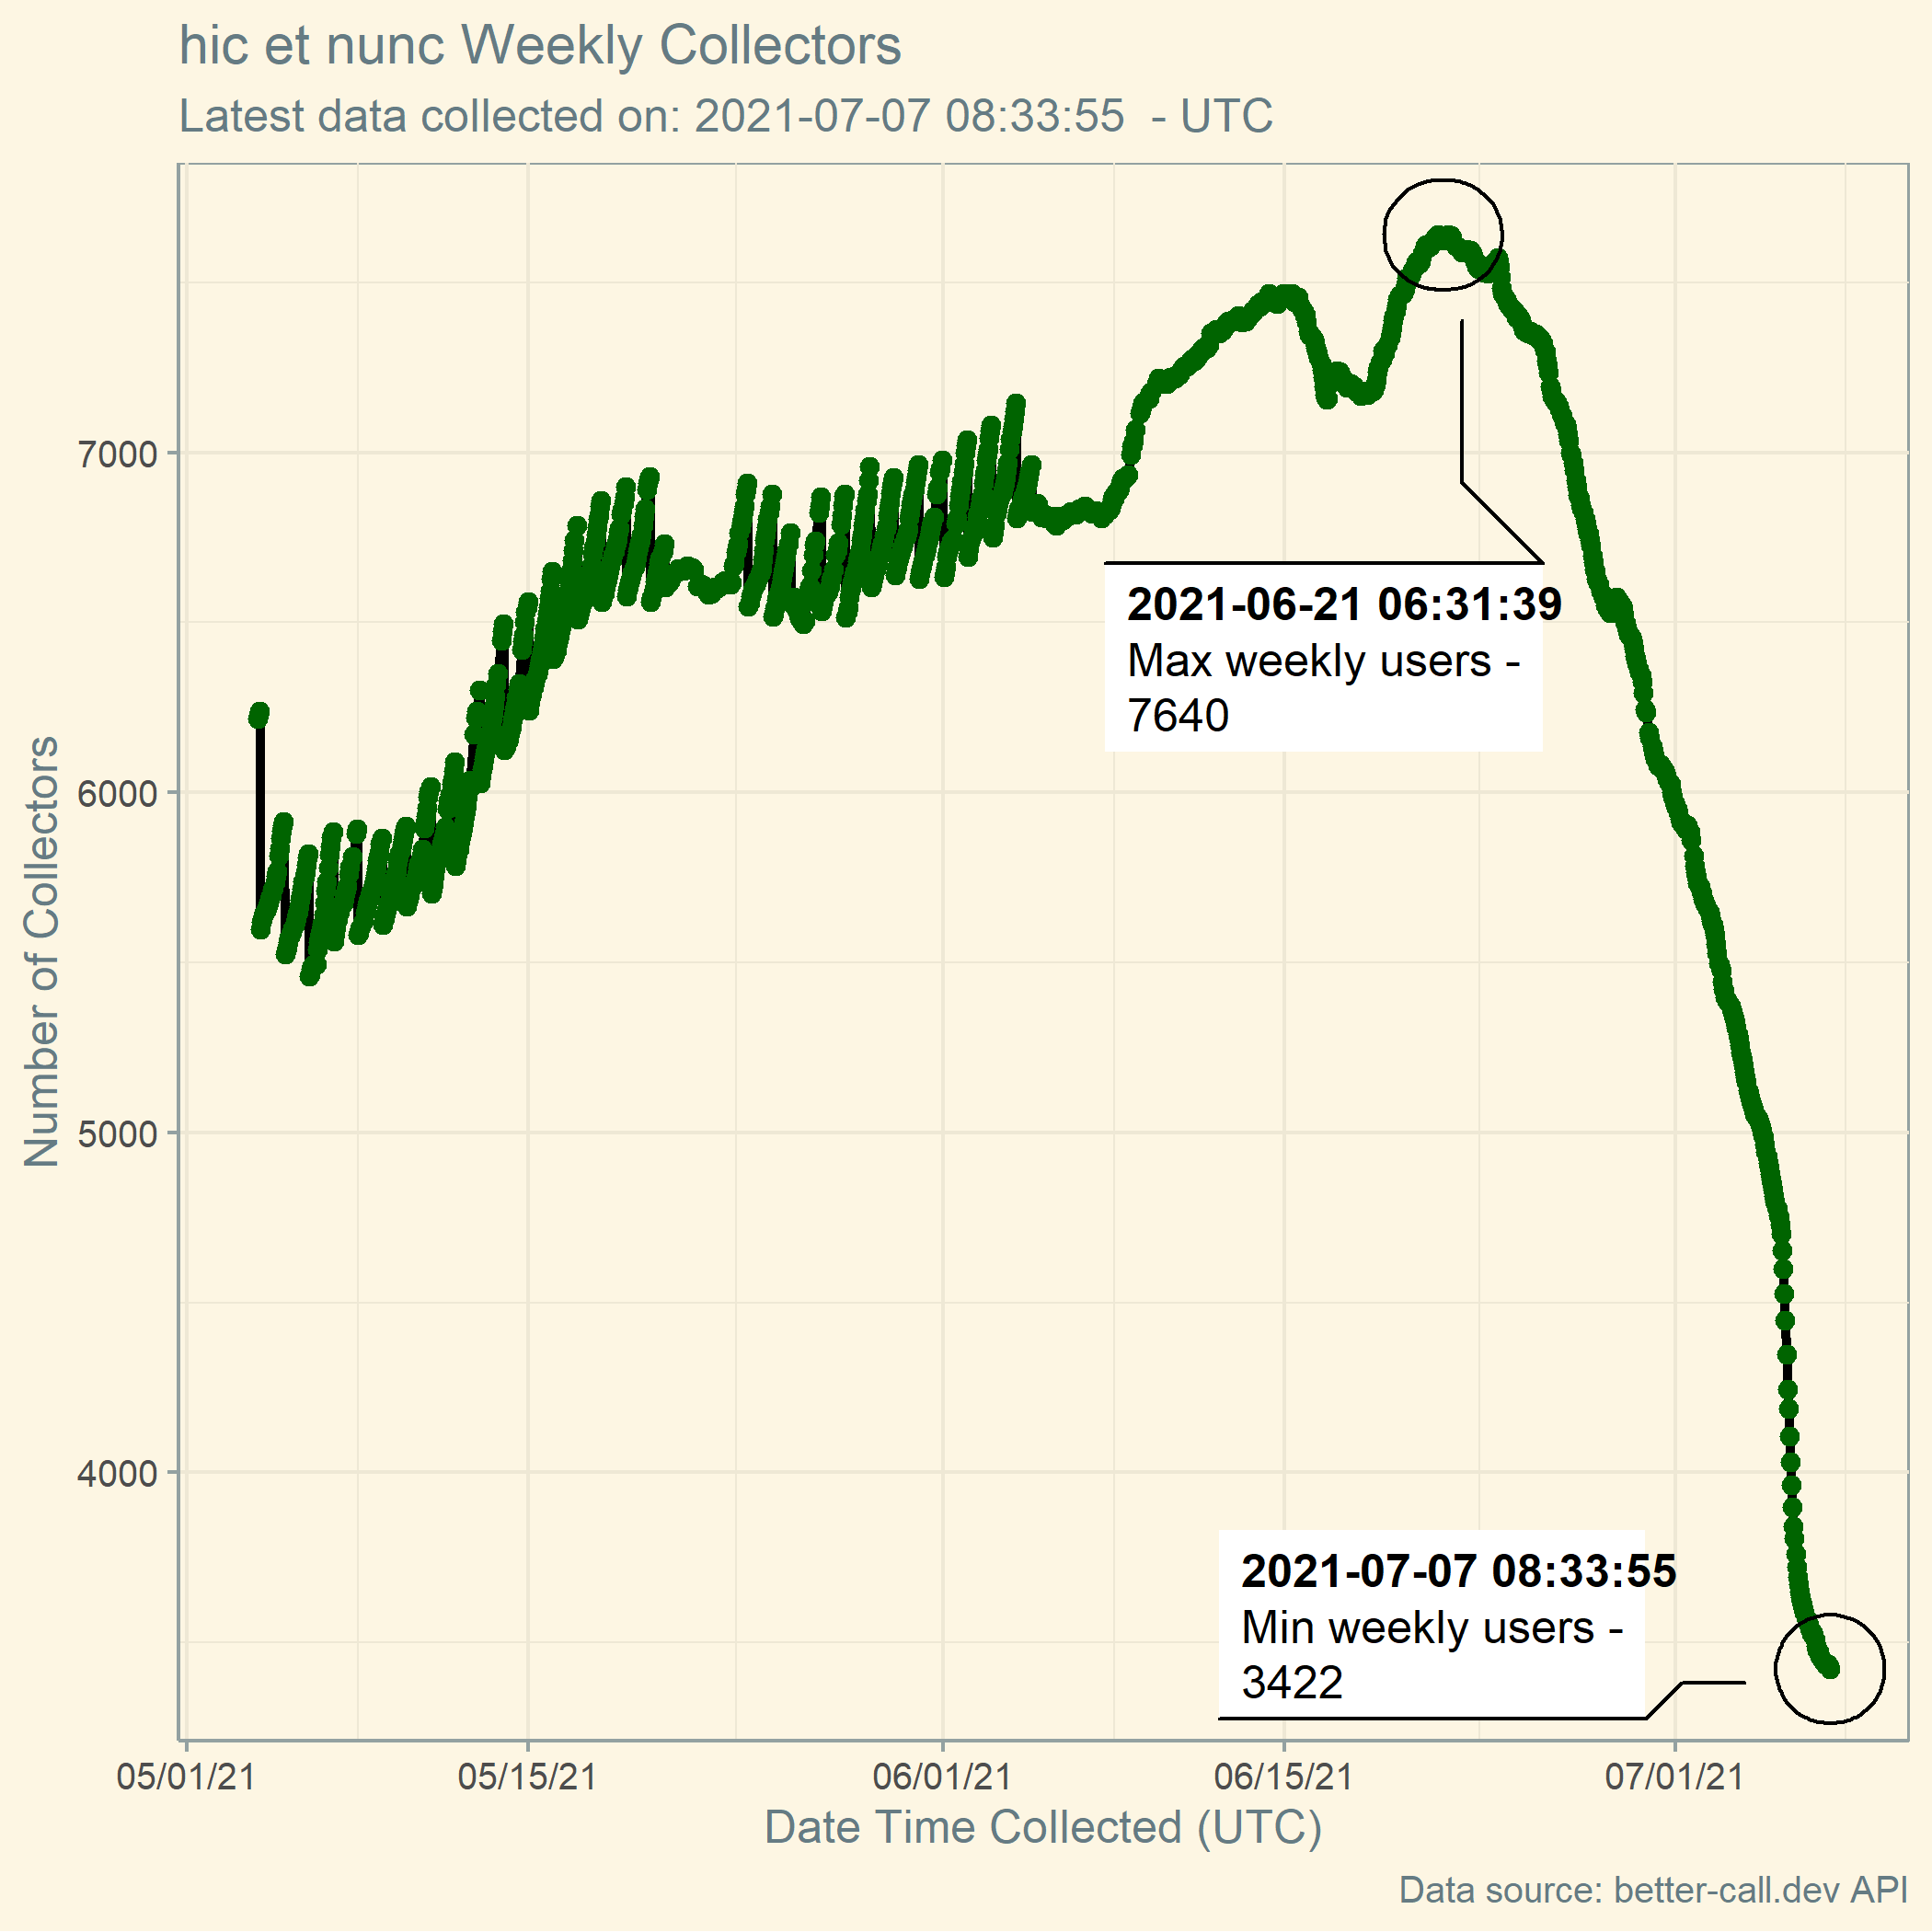 hic et nunc Weekly Collectors
Latest data collected on: 2021-07-07 08:33:55  - UTC
Number of Collectors
7000
6000
5000
4000
2021-06-21 06:31:39
Max weekly users -
7640
2021-07-07 08:33:55
Min weekly users -
3422
05/01/21
05/15/21
06/01/21
06/15/21
07/01/21
Date Time Collected (UTC)
Data source: better-call.dev API